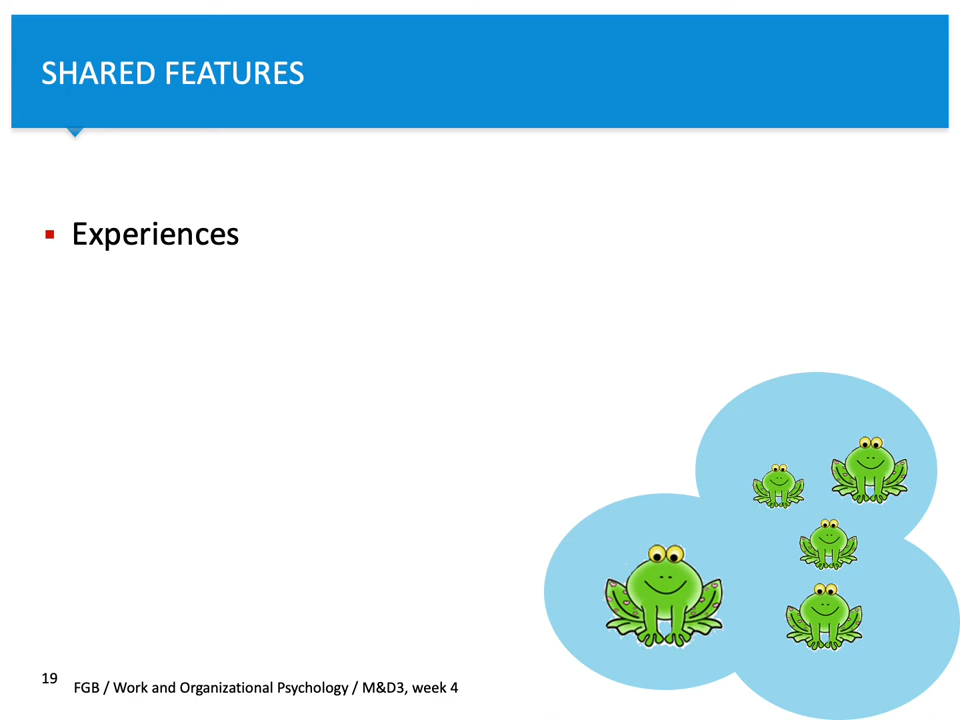 SHARED FEATURES
Experiences
19
FGB / Work and Organizational Psychology / M&D3, week 4